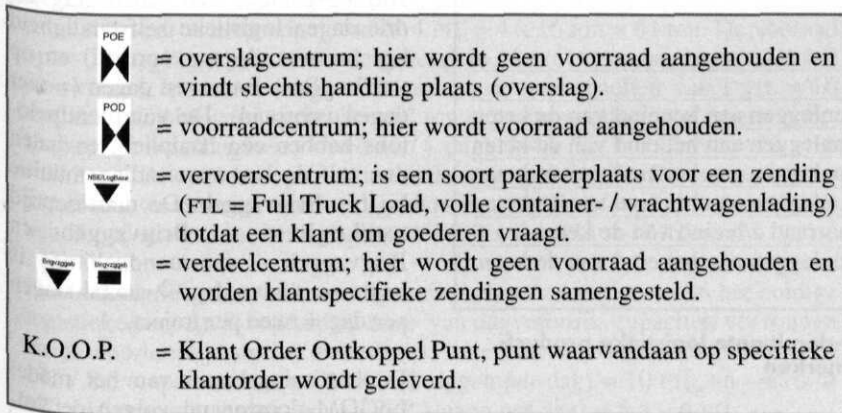 POE
= overslagcentrum; hier wordt geen voorraad aangehouden en
vindt slechts handling plaats (overslag).
POD
= voorraadcentrum; hier wordt voorraad aangehouden.
= vervoerscentrum; is een soort parkeerplaats voor een zending
(FTL = Full Truck Load, volle container- / vrachtwagenlading)
totdat een klant om goederen vraagt.
= verdeelcentrum; hier wordt geen voorraad aangehouden en
worden klantspecifieke zendingen samengesteld.
K.O.O.P. = Klant Order Ontkoppel Punt, punt waarvandaan op specifieke
klantorder wordt geleverd.